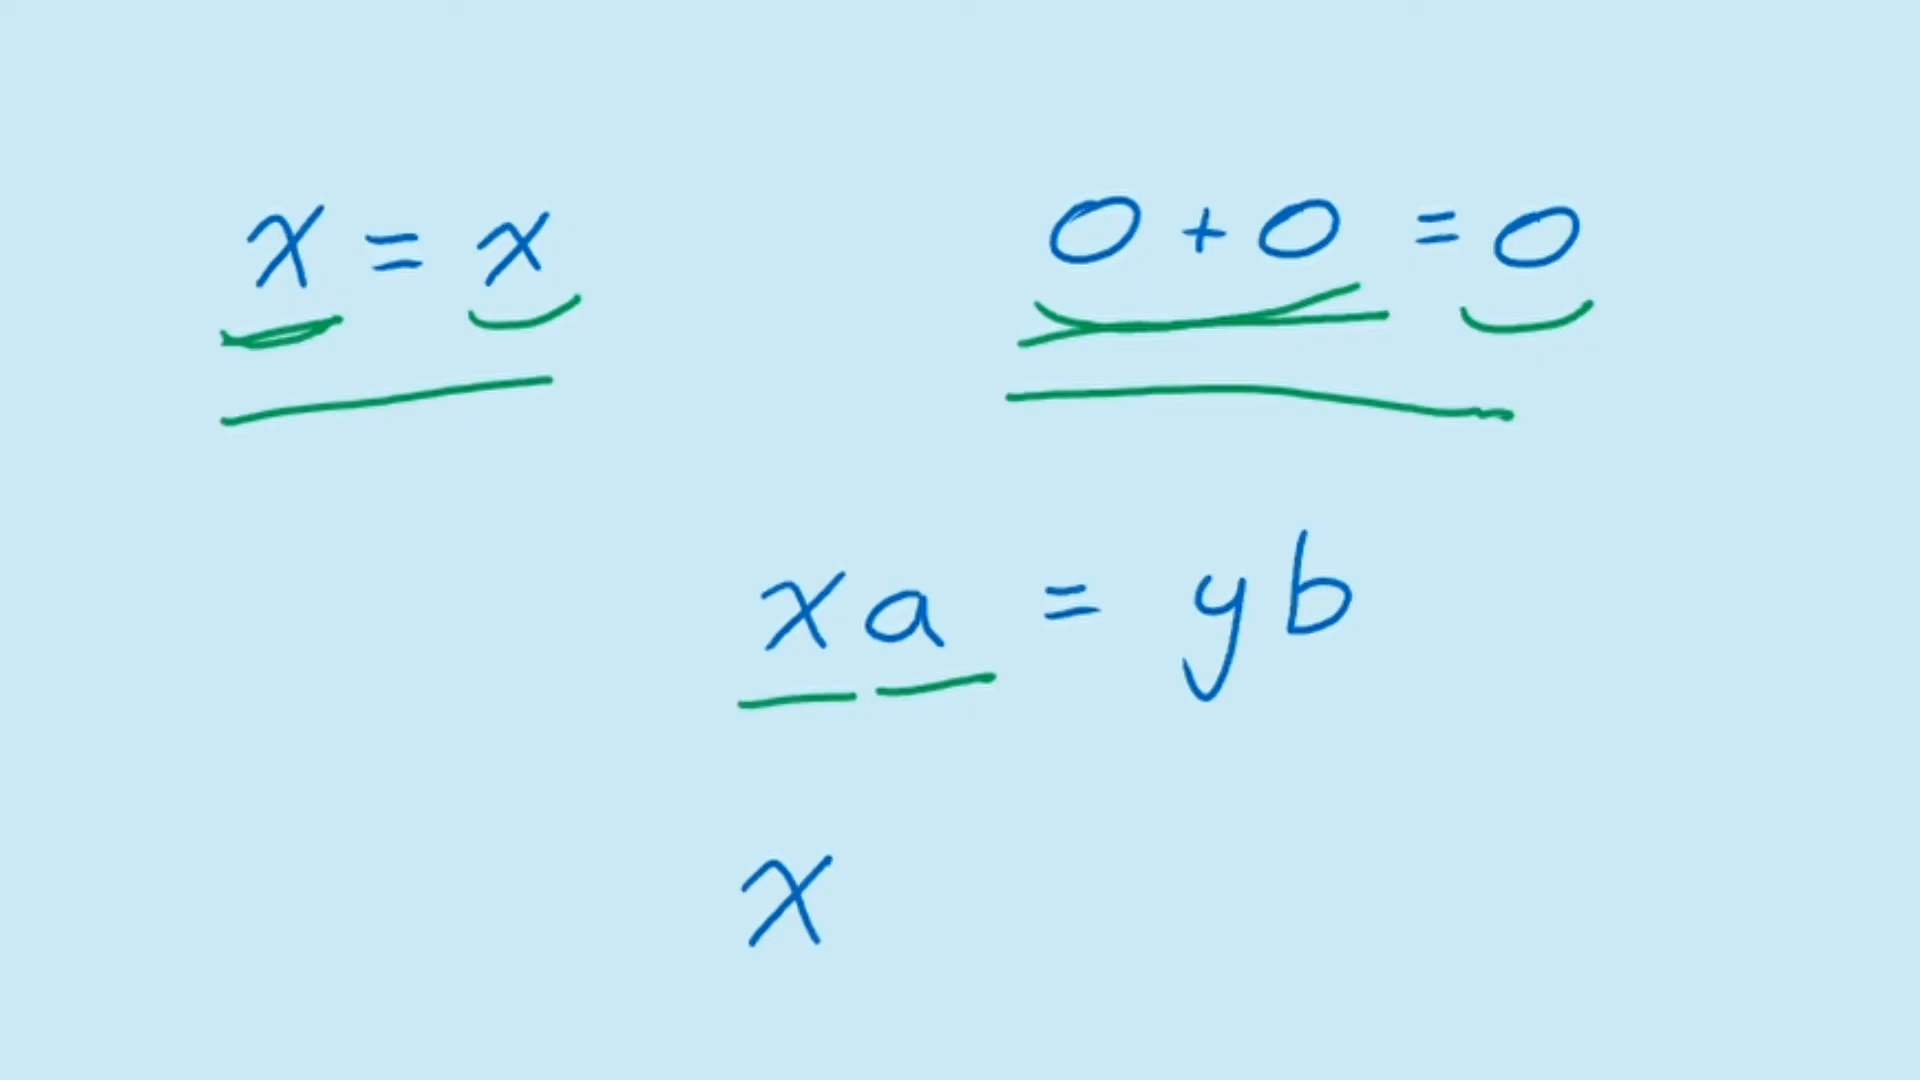 x = x
0 + 0 = 0
xa = yb
x